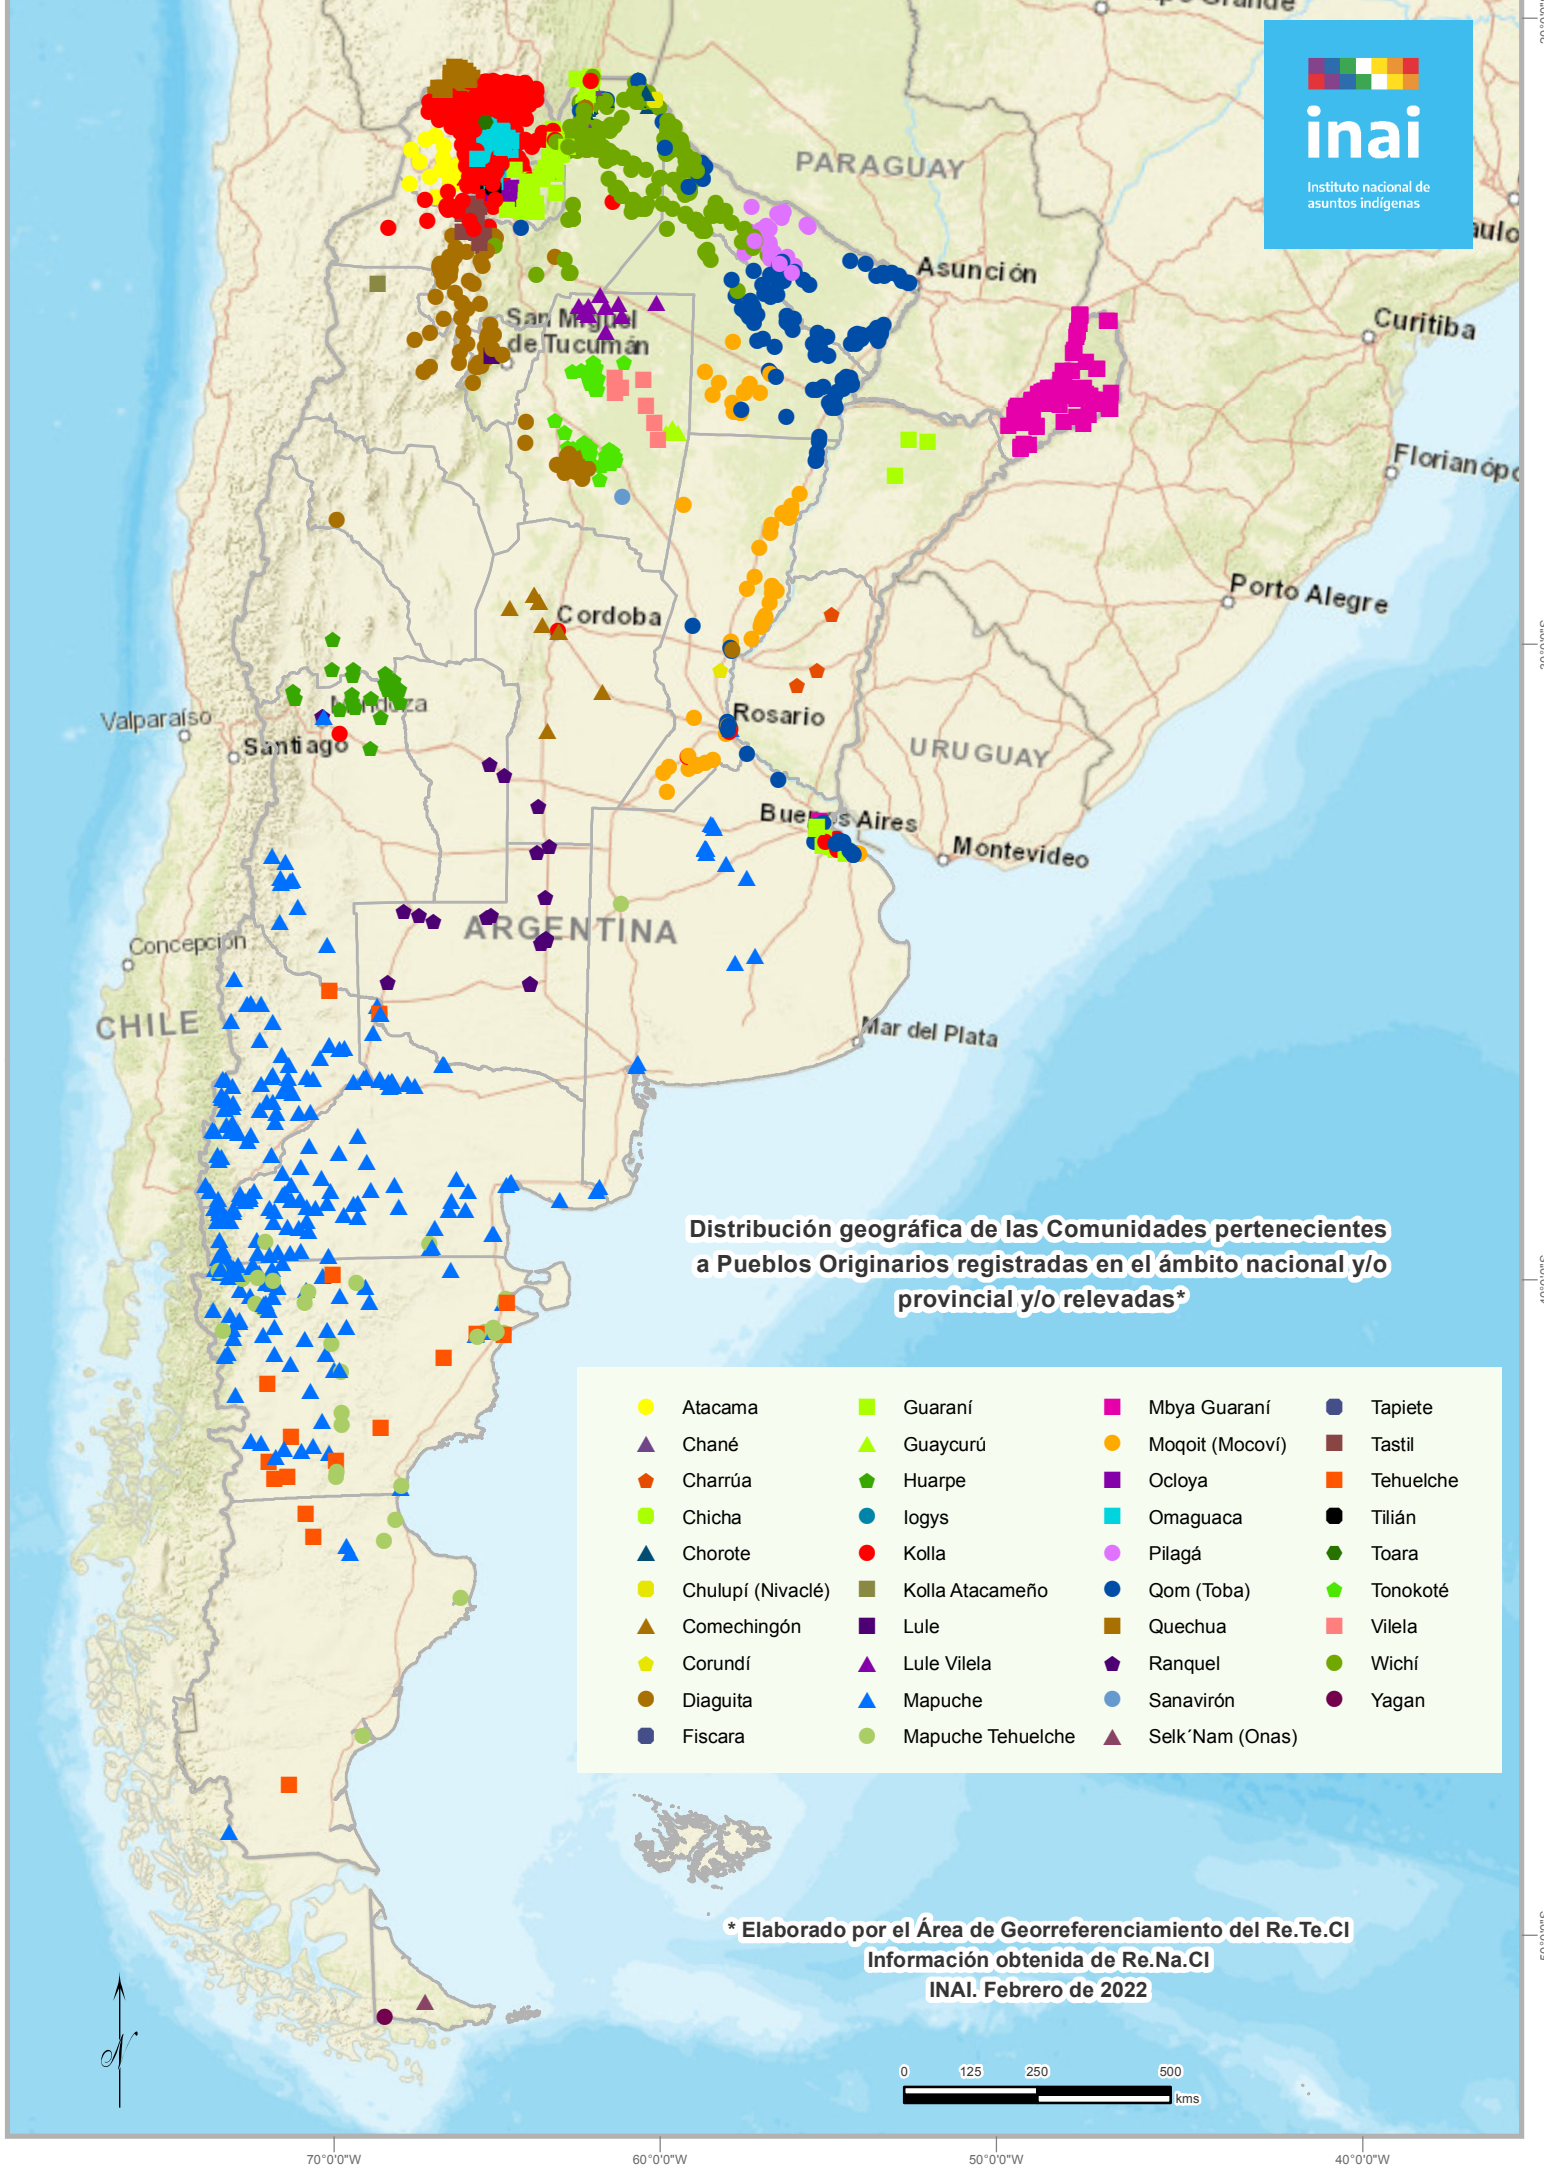 inai
Instituto nacional de
asuntos indígenas
PARAGUAY
Asunción
San Miguel
de Tucumán
Curitiba
Cordoba
Porto Alegre
Valparaíso
Santiago
Mendoza
Rosario
URUGUAY
Buenos Aires
Montevideo
ARGENTINA
Concepción
CHILE
Mar del Plata
Distribución geográfica de las Comunidades pertenecientes
a Pueblos Originarios registradas en el ámbito nacional y/o
provincial y/o relevadas*
Atacama
Chané
Charrúa
Chicha
Chorote
Chulupí (Nivaclé)
Comechingón
Corundí
Diaguita
Fiscara
Guaraní
Guaycurú
Huarpe
Iogys
Kolla
Kolla Atacameño
Lule
Lule Vilela
Mapuche
Mapuche Tehuelche
Mbya Guaraní
Moqoit (Mocoví)
Ocloya
Omaguaca
Pilagá
Qom (Toba)
Quechua
Ranquel
Sanavirón
Selk´Nam (Onas)
Tapiete
Tastil
Tehuelche
Tilián
Toara
Tonokoté
Vilela
Wichí
Yagan
* Elaborado por el Área de Georreferenciamiento del Re.Te.CI
Información obtenida de Re.Na.CI
INAI. Febrero de 2022
N
0 125 250 500
kms
70°0'0"W 60°0'0"W 50°0'0"W 40°0'0"W